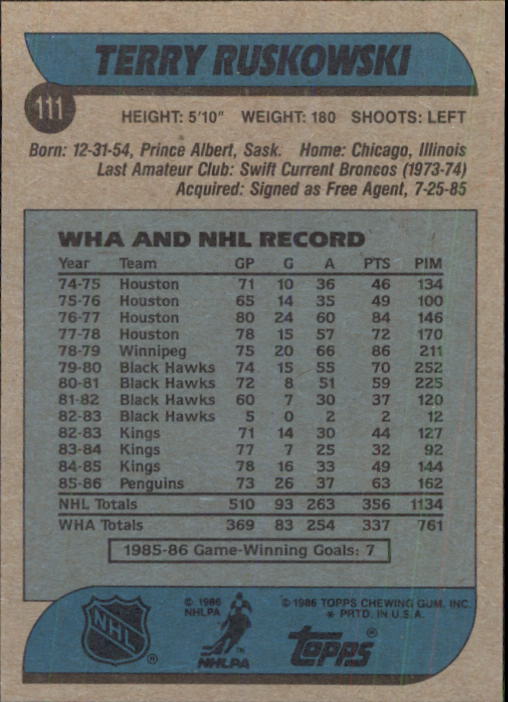 TERRY RUSKOWSKI
111
HEIGHT: 5'10" WEIGHT: 180 SHOOTS: LEFT
Born: 12-31-54, Prince Albert, Sask. Home: Chicago, Illinois
Last Amateur Club: Swift Current Broncos (1973-74)
Acquired: Signed as Free Agent, 7-25-85
WHA AND NHL RECORD
Year Team GP G A PTS PIM
74-75 Houston 71 10 36 46 134
75-76 Houston 65 14 35 49 100
76-77 Houston 80 24 60 84 146
77-78 Houston 78 15 57 72 170
78-79 Winnipeg 75 20 66 86 211
79-80 Black Hawks 74 15 55 70 252
80-81 Black Hawks 72 8 51 59 225
81-82 Black Hawks 60 7 30 37 120
82-83 Black Hawks 5 0 2 2 12
82-83 Kings 71 14 30 44 127
83-84 Kings 77 7 25 32 92
84-85 Kings 78 16 33 49 144
85-86 Penguins 73 26 37 63 162
NHL Totals 510 93 263 356 1134
WHA Totals 369 83 254 337 761
1985-86 Game-Winning Goals: 7
NHL ®
© 1986
NHLPA
™
NHLPA
© 1986 TOPPS CHEWING GUM, INC.
* PRTD. IN U.S.A.
Topps®